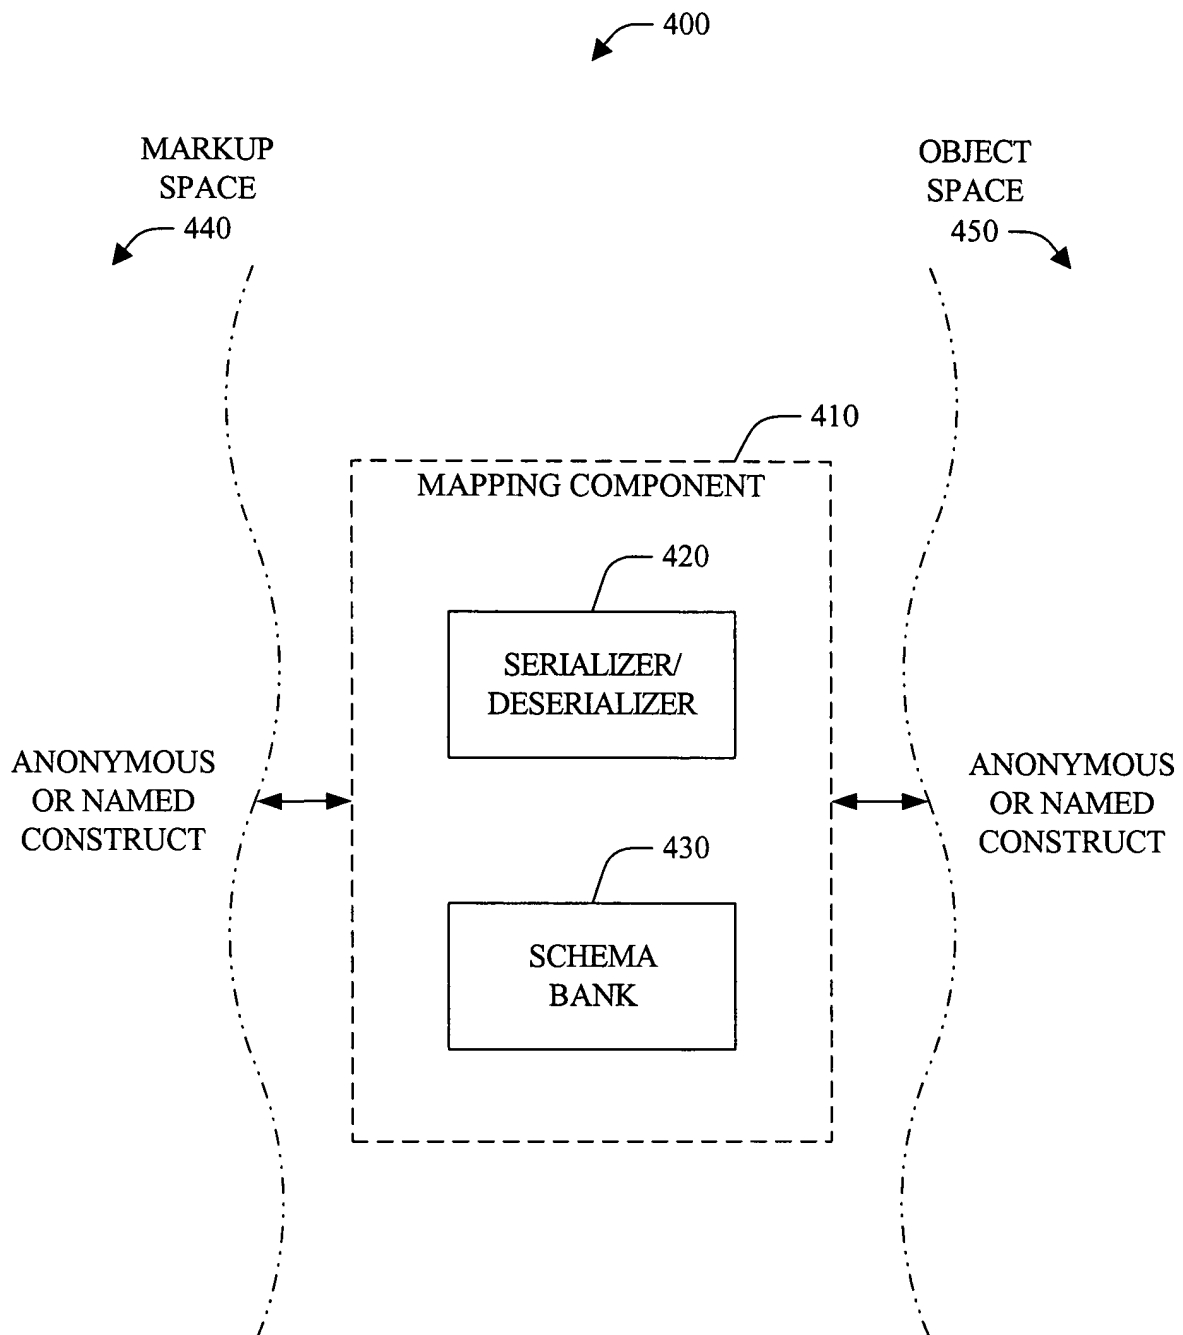 400
MARKUP
SPACE
440
OBJECT
SPACE
450
410
MAPPING COMPONENT
420
SERIALIZER/
DESERIALIZER
ANONYMOUS
OR NAMED
CONSTRUCT
ANONYMOUS
OR NAMED
CONSTRUCT
430
SCHEMA
BANK